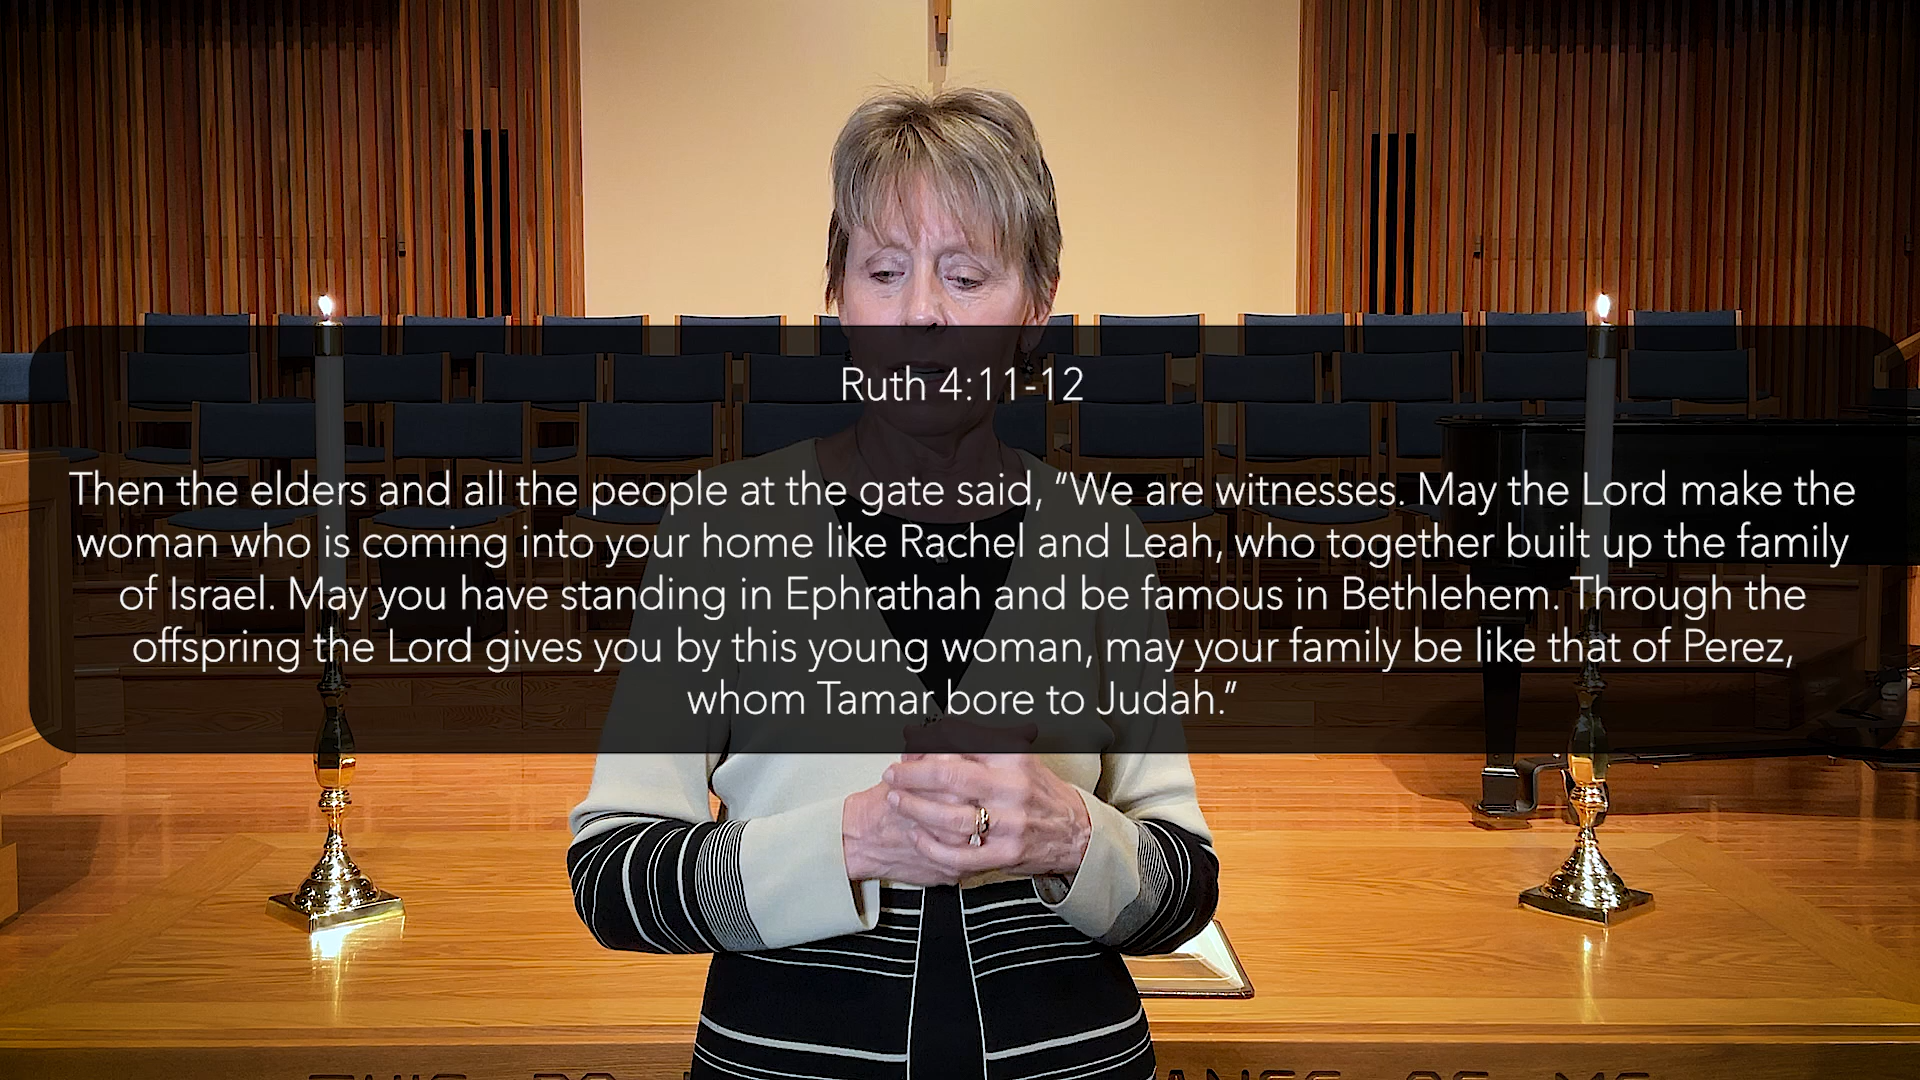 Ruth 4:11-12
Then the elders and all the people at the gate said, “We are witnesses. May the Lord make the
woman who is coming into your home like Rachel and Leah, who together built up the family
of Israel. May you have standing in Ephrathah and be famous in Bethlehem. Through the
offspring the Lord gives you by this young woman, may your family be like that of Perez,
whom Tamar bore to Judah.”